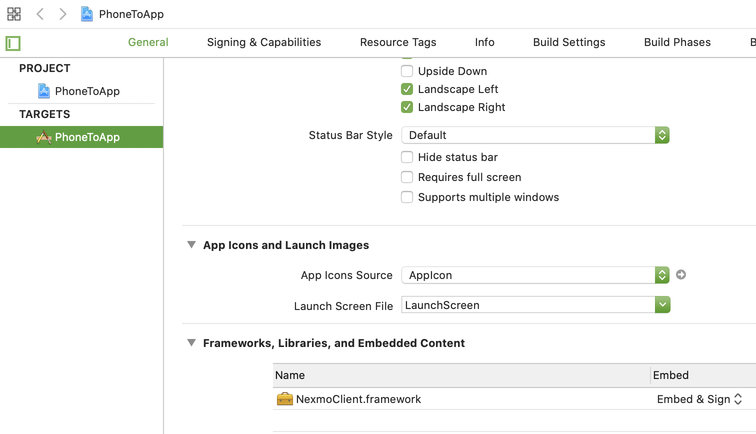 PhoneToApp
General Signing & Capabilities Resource Tags Info Build Settings Build Phases
PROJECT
PhoneToApp
TARGETS
PhoneToApp
Upside Down
Landscape Left
Landscape Right
Status Bar Style Default
Hide status bar
Requires full screen
Supports multiple windows
App Icons and Launch Images
App Icons Source AppIcon
Launch Screen File LaunchScreen
Frameworks, Libraries, and Embedded Content
Name Embed
NexmoClient.framework Embed & Sign